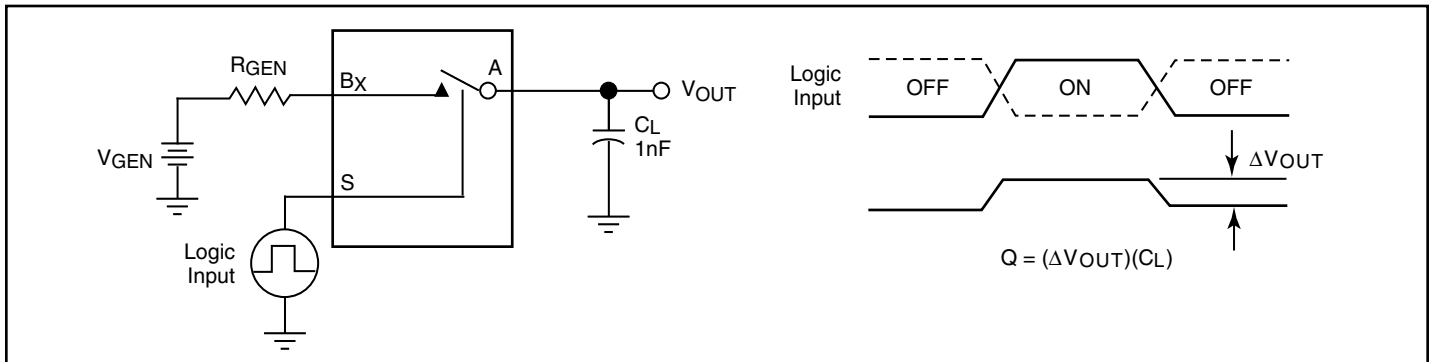 RGEN
BX
A
VOUT
CL
1nF
VGEN
S
Logic
Input
Logic
Input
OFF
ON
OFF
ΔVOUT
Q = (ΔVOUT)(CL)